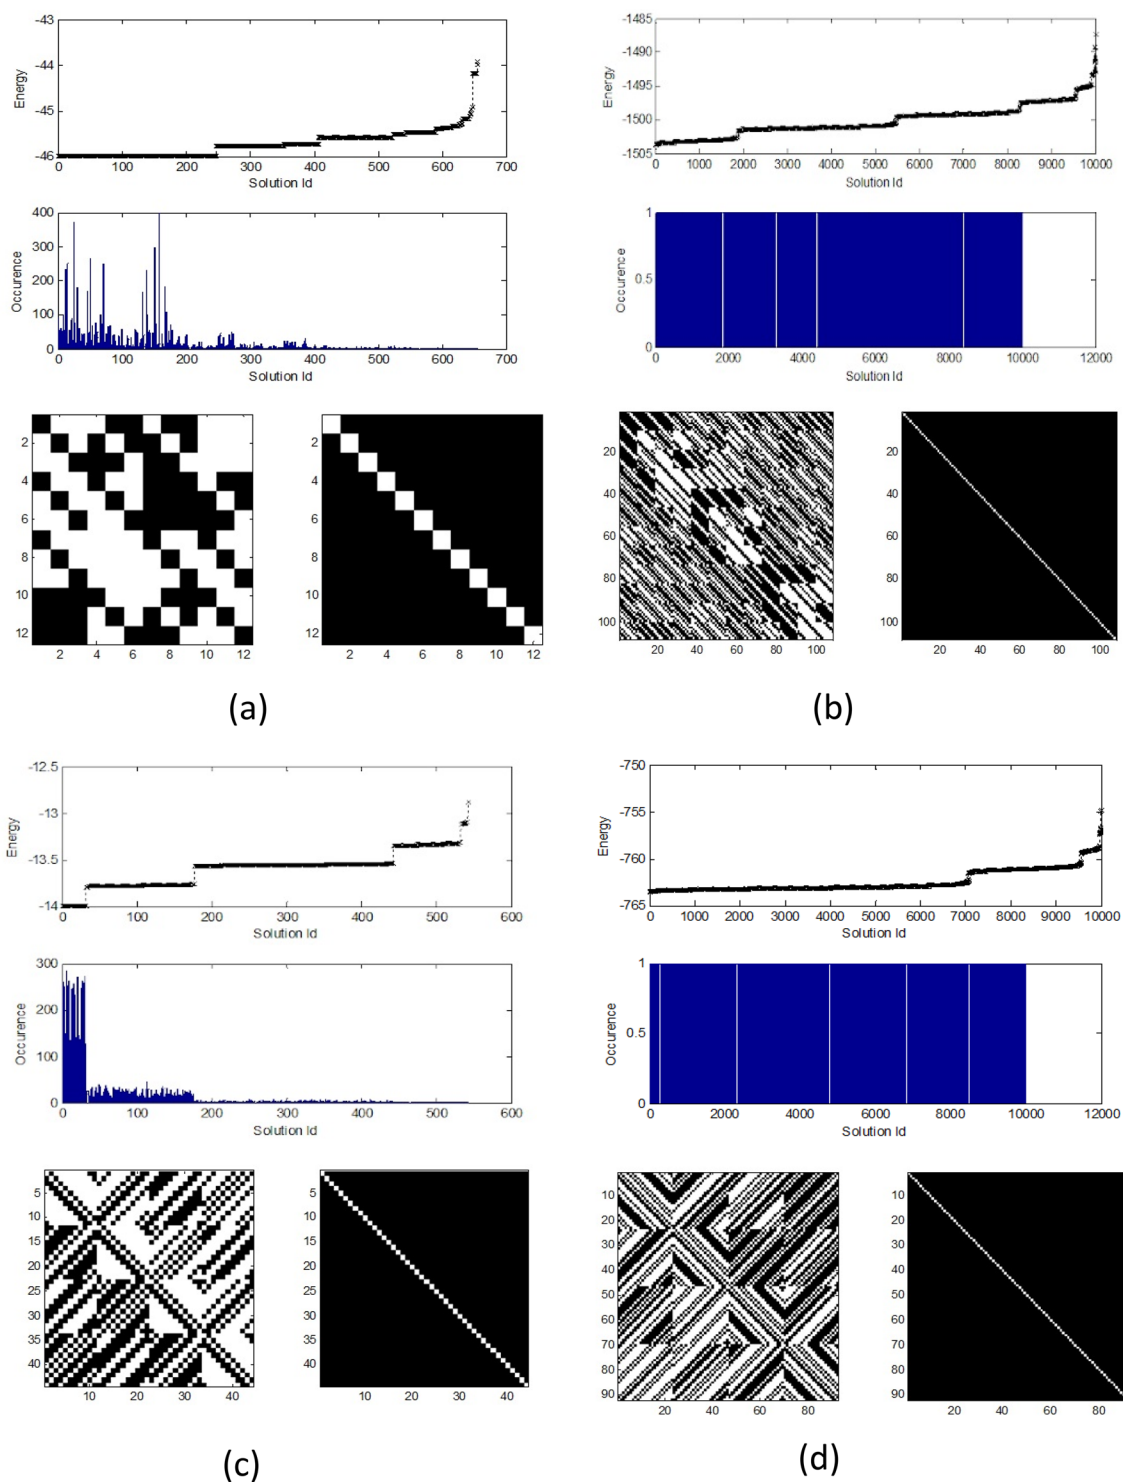 -43
-44
-45
-46
Energy
0 100 200 300 400 500 600 700
Solution Id
400
300
200
100
0
Occurence
0 100 200 300 400 500 600 700
Solution Id
2
4
6
8
10
12
2 4 6 8 10 12
2
4
6
8
10
12
2 4 6 8 10 12
(a)
-1485
-1490
-1495
-1500
-1505
Energy
0 1000 2000 3000 4000 5000 6000 7000 8000 9000 10000
Solution Id
1
0.5
0
Occurence
0 2000 4000 6000 8000 10000 12000
Solution Id
20
40
60
80
100
20 40 60 80 100
20
40
60
80
100
20 40 60 80 100
(b)
-12.5
-13
-13.5
-14
Energy
0 100 200 300 400 500 600
Solution Id
300
200
100
0
Occurence
0 100 200 300 400 500 600
Solution Id
5
10
15
20
25
30
35
40
10 20 30 40
5
10
15
20
25
30
35
40
10 20 30 40
(c)
-750
-755
-760
-765
Energy
0 1000 2000 3000 4000 5000 6000 7000 8000 9000 10000
Solution Id
1
0.5
0
Occurence
0 2000 4000 6000 8000 10000 12000
Solution Id
10
20
30
40
50
60
70
80
90
20 40 60 80
10
20
30
40
50
60
70
80
90
20 40 60 80
(d)